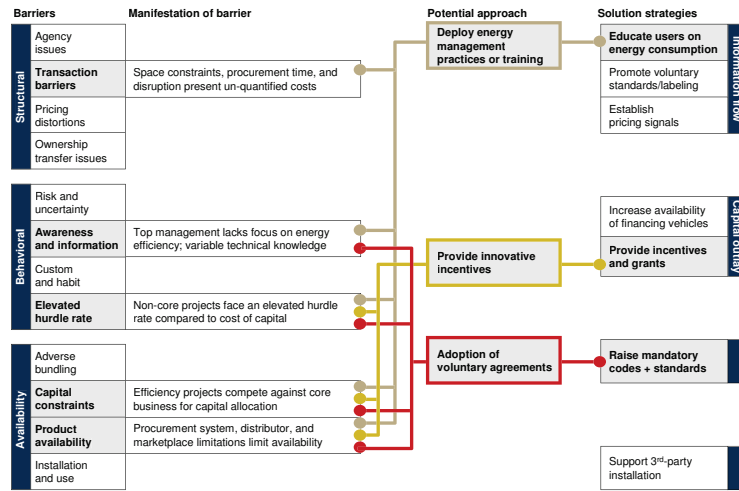 Barriers
Manifestation of barrier
Potential approach
Solution strategies
Structural
Agency
issues
Transaction
barriers
Space constraints, procurement time, and
disruption present un-quantified costs
Pricing
distortions
Ownership
transfer issues
Deploy energy
management
practices or training
Educate users on
energy consumption
Promote voluntary
standards/labeling
Establish
pricing signals
Information flow
Behavioral
Risk and
uncertainty
Awareness
and information
Top management lacks focus on energy
efficiency; variable technical knowledge
Custom
and habit
Elevated
hurdle rate
Non-core projects face an elevated hurdle
rate compared to cost of capital
Provide innovative
incentives
Increase availability
of financing vehicles
Provide incentives
and grants
Capital outlay
Availability
Adverse
bundling
Capital
constraints
Efficiency projects compete against core
business for capital allocation
Product
availability
Procurement system, distributor, and
marketplace limitations limit availability
Installation
and use
Adoption of
voluntary agreements
Raise mandatory
codes + standards
Support 3rd-party
installation